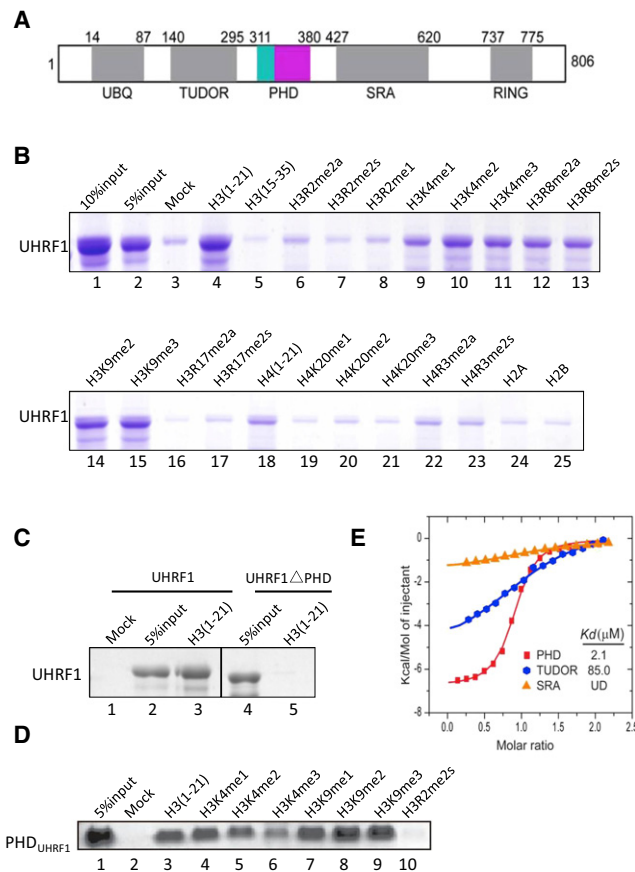 A
14 87 140 295 311 380 427 620 737 775
1 806
UBQ TUDOR PHD SRA RING
B
10%input 5%input Mock H3(1-21) H3(15-35) H3R2me2a H3R2me2s H3R2me1 H3K4me1 H3K4me2 H3K4me3 H3R8me2a H3R8me2s
UHRF1
1 2 3 4 5 6 7 8 9 10 11 12 13
H3K9me2 H3K9me3 H3R17me2a H3R17me2s H4(1-21) H4K20me1 H4K20me2 H4K20me3 H4R3me2a H4R3me2s H2A H2B
UHRF1
14 15 16 17 18 19 20 21 22 23 24 25
C
UHRF1 UHRF1△PHD
Mock 5%input H3(1-21) 5%input H3(1-21)
UHRF1
1 2 3 4 5
D
5%input Mock H3(1-21) H3K4me1 H3K4me2 H3K4me3 H3K9me1 H3K9me2 H3K9me3 H3R2me2s
PHDUHRF1
1 2 3 4 5 6 7 8 9 10
E
Kcal/Mol of injectant
0
-2
-4
-6
-8
Kd(μM)
PHD 2.1
TUDOR 85.0
SRA UD
0.0 0.5 1.0 1.5 2.0 2.5
Molar ratio